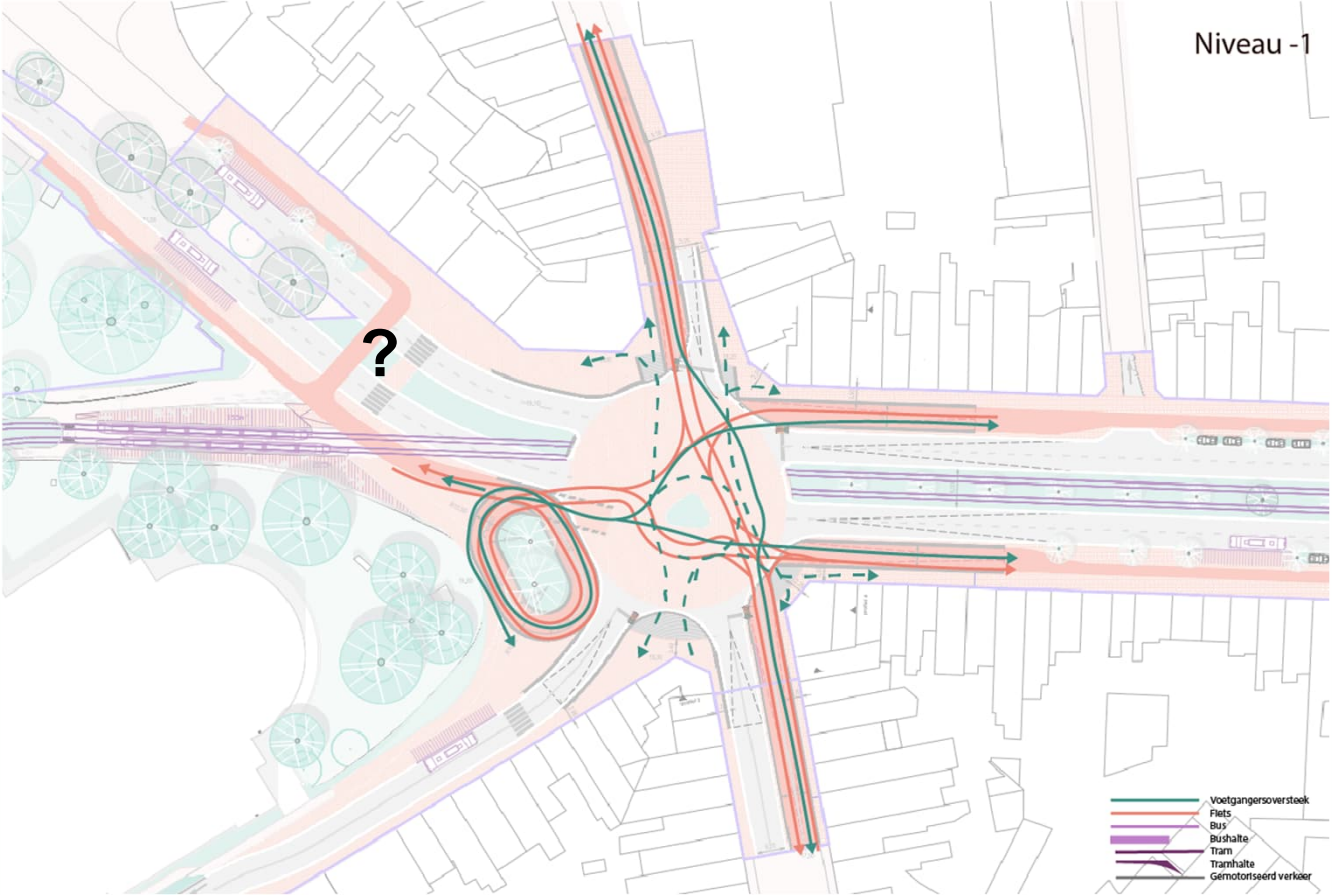 Niveau -1
?
Voetgangersoversteek
Fiets
Bus
Bushalte
Tram
Tramhalte
Gemotoriseerd verkeer